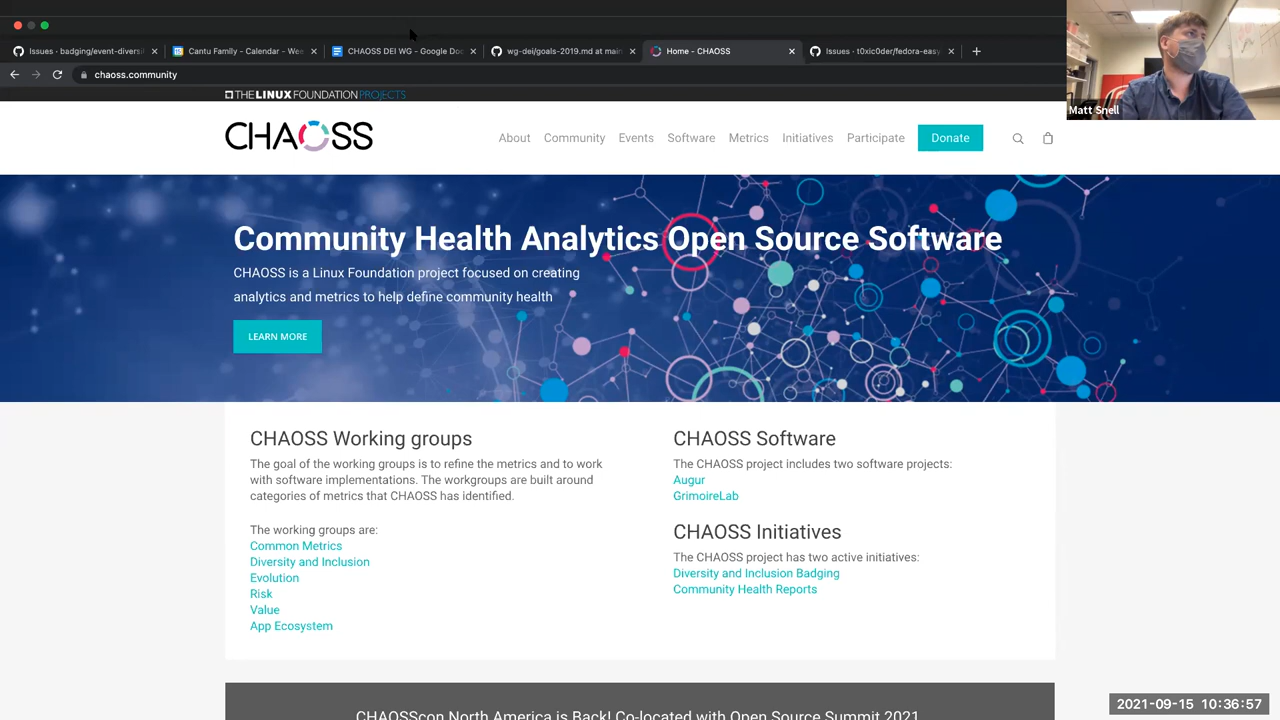 Issues · badging/event-diversi
Cantu Family - Calendar - Wee
CHAOSS DEI WG - Google Doc
wg-dei/goals-2019.md at main
Home - CHAOSS
Issues · t0xic0der/fedora-easy
chaoss.community
THE LINUX FOUNDATION PROJECTS
CHAOSS
About
Community
Events
Software
Metrics
Initiatives
Participate
Donate
Matt Snell
Community Health Analytics Open Source Software
CHAOSS is a Linux Foundation project focused on creating
analytics and metrics to help define community health
LEARN MORE
CHAOSS Working groups
The goal of the working groups is to refine the metrics and to work
with software implementations. The workgroups are built around
categories of metrics that CHAOSS has identified.
The working groups are:
Common Metrics
Diversity and Inclusion
Evolution
Risk
Value
App Ecosystem
CHAOSS Software
The CHAOSS project includes two software projects:
Augur
GrimoireLab
CHAOSS Initiatives
The CHAOSS project has two active initiatives:
Diversity and Inclusion Badging
Community Health Reports
CHAOSScon North America is Back! Co-located with Open Source Summit 2021
2021-09-15 10:36:57